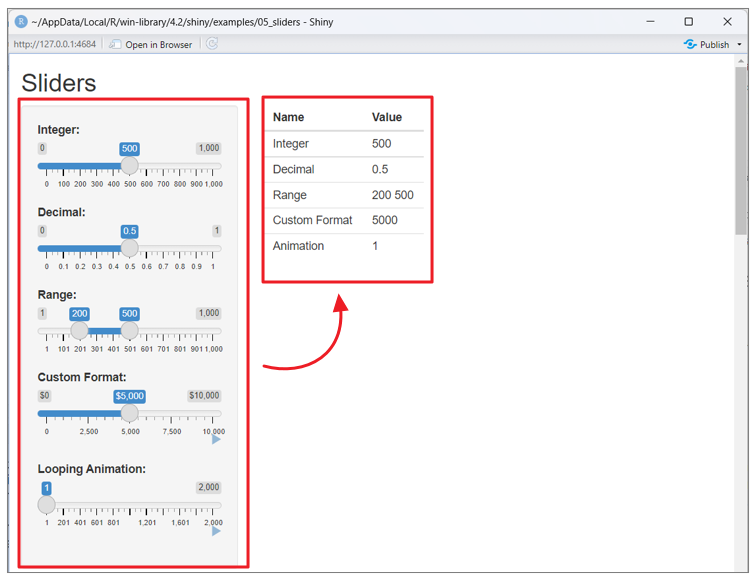 ~/AppData/Local/R/win-library/4.2/shiny/examples/05_sliders - Shiny
http://127.0.0.1:4684 Open in Browser Publish
Sliders
Integer:
0 500 1,000
0 100 200 300 400 500 600 700 800 900 1,000
Decimal:
0 0.5 1
0 0.1 0.2 0.3 0.4 0.5 0.6 0.7 0.8 0.9 1
Range:
1 200 500 1,000
1 101 201 301 401 501 601 701 801 901 1,000
Custom Format:
$0 $5,000 $10,000
0 2,500 5,000 7,500 10,000
Looping Animation:
1 2,000
1 201 401 601 801 1,201 1,601 2,000
Name Value
Integer 500
Decimal 0.5
Range 200 500
Custom Format 5000
Animation 1